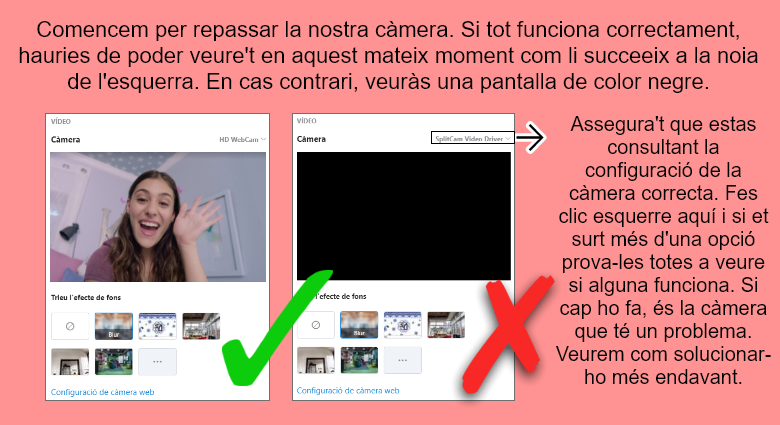 Comencem per repassar la nostra càmera. Si tot funciona correctament,
hauries de poder veure't en aquest mateix moment com li succeeix a la noia
de l'esquerra. En cas contrari, veuràs una pantalla de color negre.
VÍDEO
Càmera
HD WebCam
Trieu l'efecte de fons
Blur
Configuració de càmera web
VÍDEO
Càmera
SplitCam Video Driver
l'efecte de fons
Blur
Configuració de càmera web
Assegura't que estas
consultant la
configuració de la
càmera correcta. Fes
clic esquerre aquí i si et
surt més d'una opció
prova-les totes a veure
si alguna funciona. Si
cap ho fa, és la càmera
que té un problema.
Veurem com solucionar-
ho més endavant.